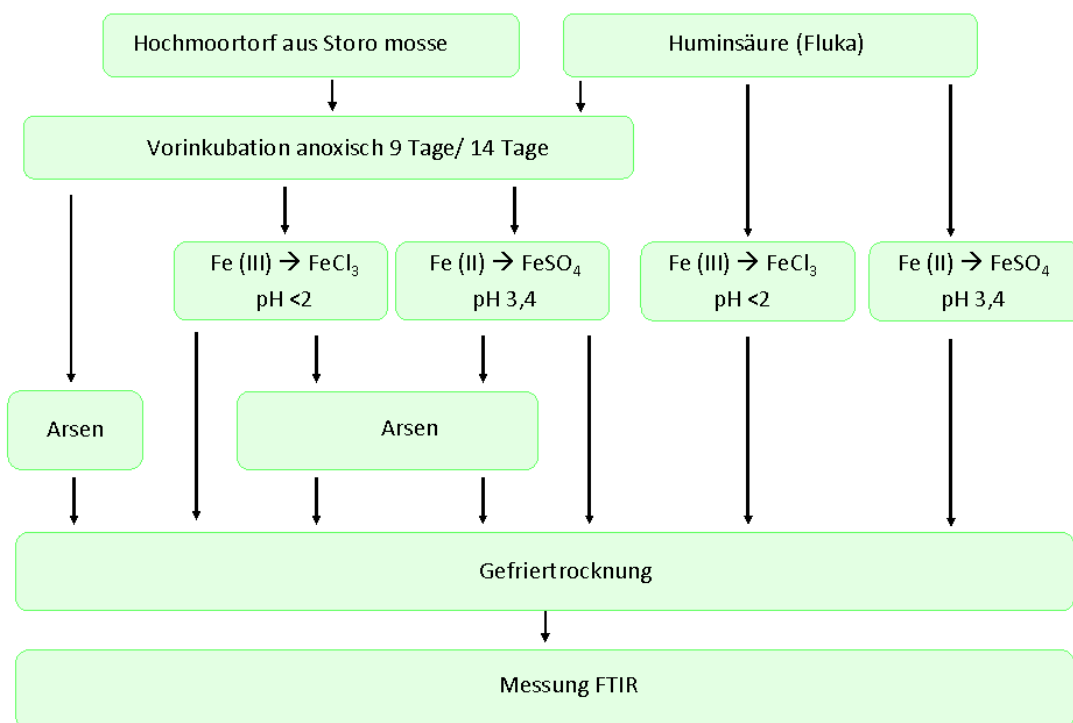 Hochmoortorf aus Storo mosse
Huminsäure (Fluka)
Vorinkubation anoxisch 9 Tage/ 14 Tage
Fe (III) → FeCl₃
pH <2
Fe (II) → FeSO₄
pH 3,4
Fe (III) → FeCl₃
pH <2
Fe (II) → FeSO₄
pH 3,4
Arsen
Arsen
Gefriertrocknung
Messung FTIR